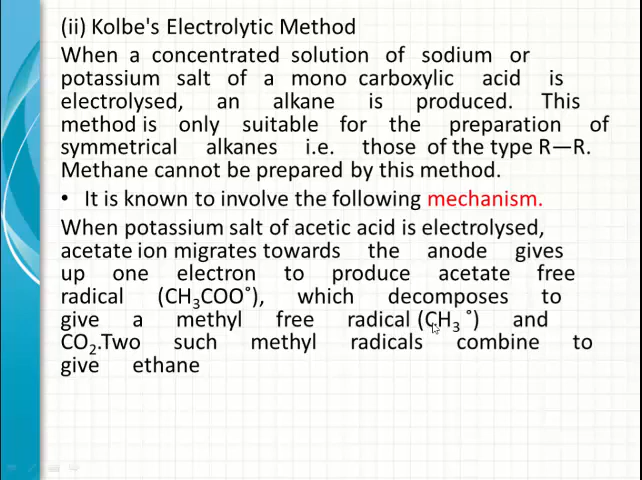 (ii) Kolbe's Electrolytic Method
When a concentrated solution of sodium or
potassium salt of a mono carboxylic acid is
electrolysed, an alkane is produced. This
method is only suitable for the preparation of
symmetrical alkanes i.e. those of the type R—R.
Methane cannot be prepared by this method.
• It is known to involve the following mechanism.
When potassium salt of acetic acid is electrolysed,
acetate ion migrates towards the anode gives
up one electron to produce acetate free
radical (CH₃COO˚), which decomposes to
give a methyl free radical (CH₃ ˚) and
CO₂.Two such methyl radicals combine to
give ethane